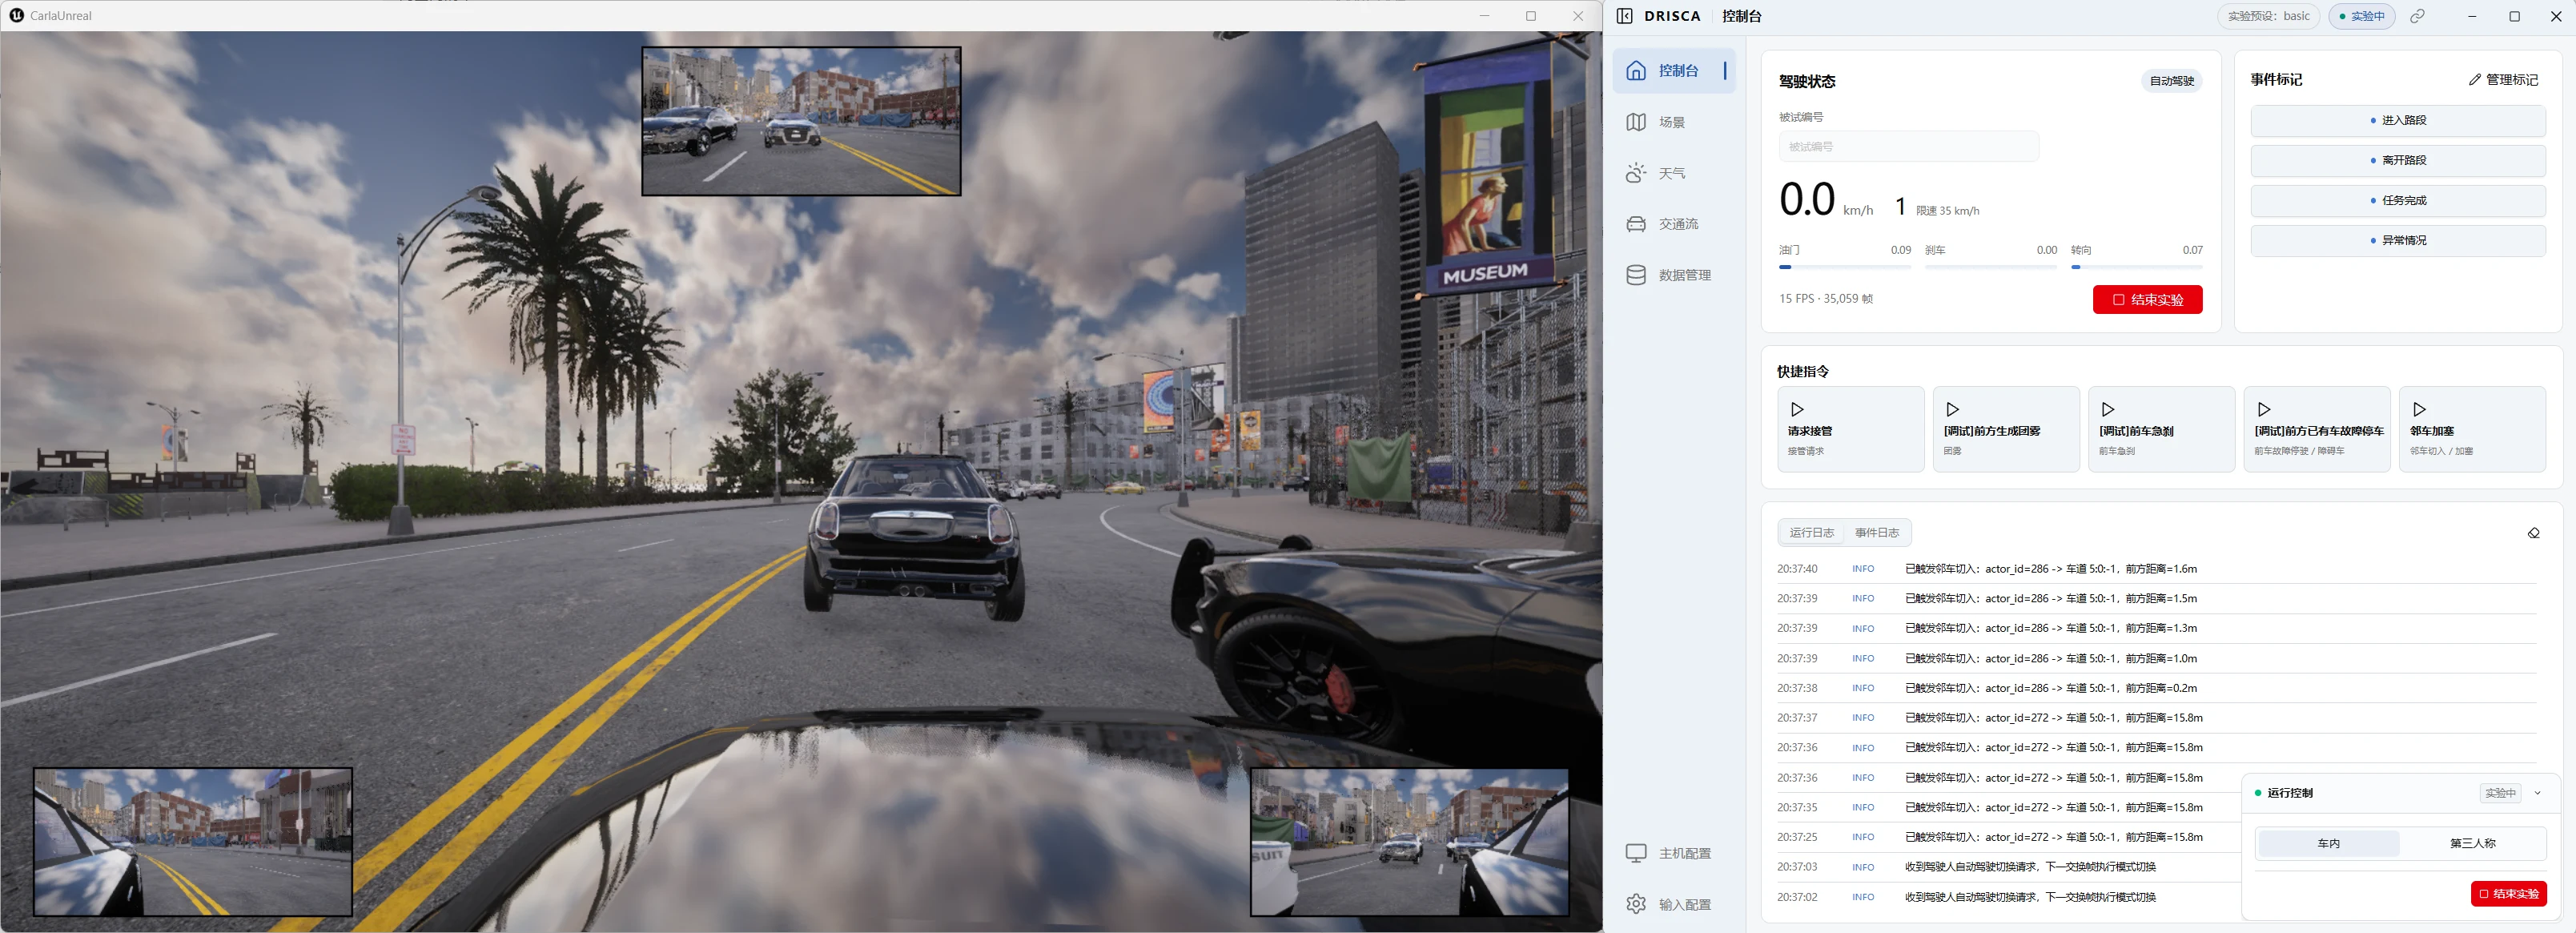 CarlaUnreal
MUSEUM
NO
SUIT
DRISCA 控制台
实验预设：basic
实验中
控制台
场景
天气
交通流
数据管理
主机配置
输入配置
驾驶状态
自动驾驶
被试编号
被试编号
0.0 km/h 1 限速 35 km/h
油门 0.09 刹车 0.00 转向 0.07
15 FPS · 35,059 帧
结束实验
事件标记
管理标记
进入路段
离开路段
任务完成
异常情况
快捷指令
请求接管
接管请求
[调试]前方生成团雾
团雾
[调试]前车急刹
前车急刹
[调试]前方已有车故障停车
前车故障停驶 / 障碍车
邻车加塞
邻车切入 / 加塞
运行日志 事件日志
20:37:40 INFO 已触发邻车切入：actor_id=286 -> 车道 5:0:-1，前方距离=1.6m
20:37:39 INFO 已触发邻车切入：actor_id=286 -> 车道 5:0:-1，前方距离=1.5m
20:37:39 INFO 已触发邻车切入：actor_id=286 -> 车道 5:0:-1，前方距离=1.3m
20:37:39 INFO 已触发邻车切入：actor_id=286 -> 车道 5:0:-1，前方距离=1.0m
20:37:38 INFO 已触发邻车切入：actor_id=286 -> 车道 5:0:-1，前方距离=0.2m
20:37:37 INFO 已触发邻车切入：actor_id=272 -> 车道 5:0:-1，前方距离=15.8m
20:37:36 INFO 已触发邻车切入：actor_id=272 -> 车道 5:0:-1，前方距离=15.8m
20:37:36 INFO 已触发邻车切入：actor_id=272 -> 车道 5:0:-1，前方距离=15.8m
20:37:35 INFO 已触发邻车切入：actor_id=272 -> 车道 5:0:-1，前方距离=15.8m
20:37:25 INFO 已触发邻车切入：actor_id=272 -> 车道 5:0:-1，前方距离=15.8m
20:37:03 INFO 收到驾驶人自动驾驶切换请求，下一交换帧执行模式切换
20:37:02 INFO 收到驾驶人自动驾驶切换请求，下一交换帧执行模式切换
运行控制 实验中
车内 第三人称
结束实验